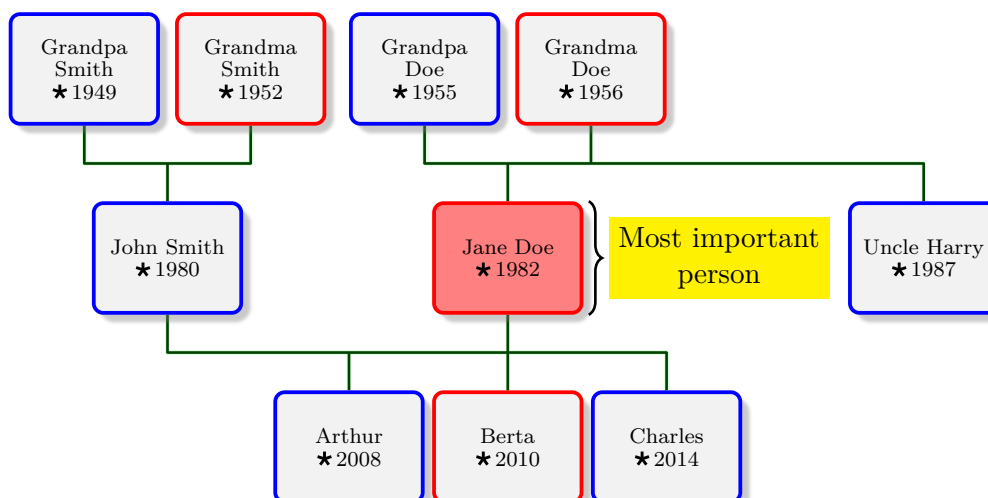 Grandpa
Smith
★1949
Grandma
Smith
★1952
Grandpa
Doe
★1955
Grandma
Doe
★1956
John Smith
★1980
Jane Doe
★1982
Most important
person
Uncle Harry
★1987
Arthur
★2008
Berta
★2010
Charles
★2014